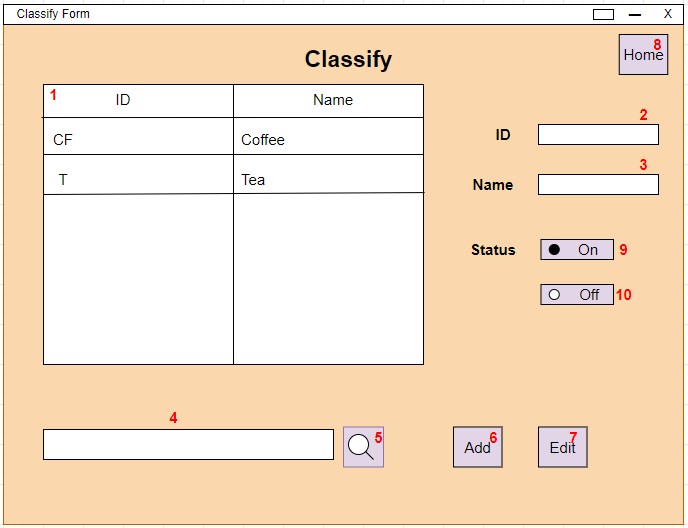 Classify Form X
Classify
Home 8
1 ID Name
CF Coffee
T Tea
2
ID
3
Name
Status On 9
Off 10
4
5
Add 6
Edit 7